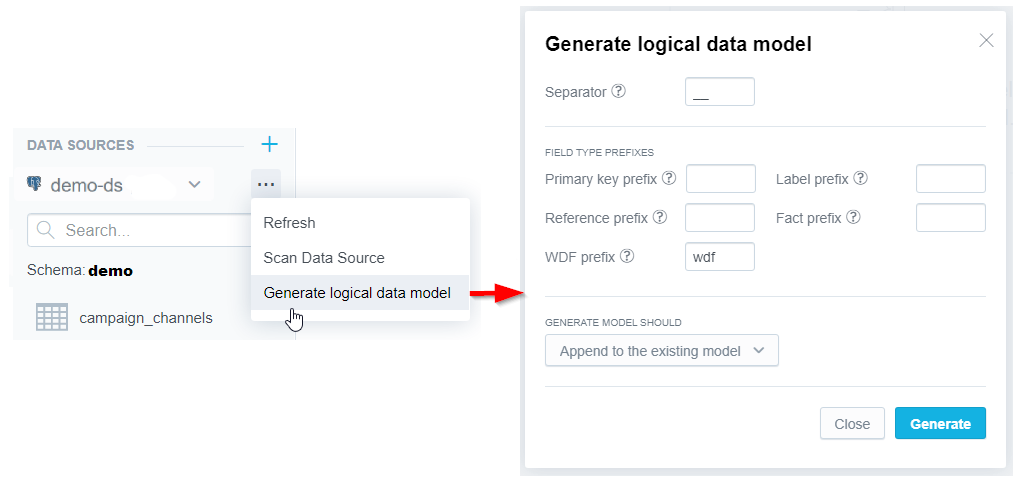 DATA SOURCES
demo-ds
...
Search...
Refresh
Scan Data Source
Schema: demo
Generate logical data model
campaign_channels
Generate logical data model
Separator ?
__
FIELD TYPE PREFIXES
Primary key prefix ? Label prefix ?
Reference prefix ? Fact prefix ?
WDF prefix ? wdf
GENERATE MODEL SHOULD
Append to the existing model
Close Generate